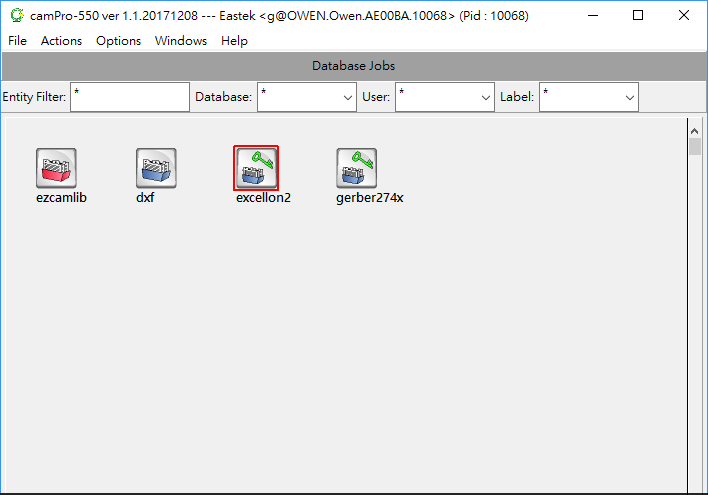 camPro-550 ver 1.1.20171208 --- Eastek <g@OWEN.Owen.AE00BA.10068> (Pid : 10068)
File Actions Options Windows Help
Database Jobs
Entity Filter: * Database: * User: * Label: *
ezcamlib dxf excellon2 gerber274x